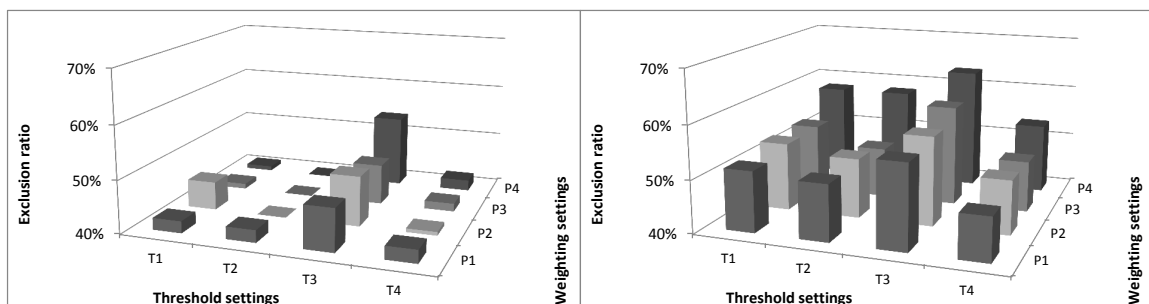 70%
60%
50%
40%
Exclusion ratio
T1
T2
T3
T4
Threshold settings
P1
P2
P3
P4
Weighting settings
70%
60%
50%
40%
Exclusion ratio
T1
T2
T3
T4
Threshold settings
P1
P2
P3
P4
Weighting settings